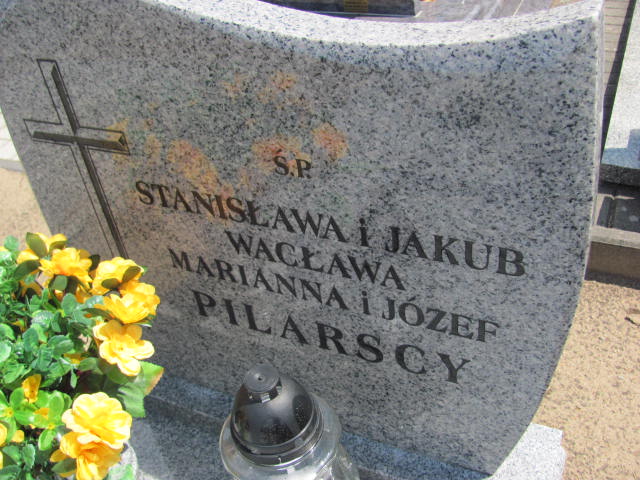 Ś.P.
STANISŁAWA i JAKUB
WACŁAWA
MARIANNA i JÓZEF
PILARSCY